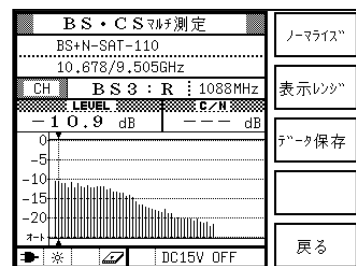 BS・CSマルチ測定
BS+N-SAT-110
10.678/9.505GHz
CH BS3:R 1088MHz
LEVEL C/N
-10.9 dB --- dB
0
-5
-10
-15
-20
オート
DC15V OFF
ノーマライズ
表示レンジ
データ保存
戻る